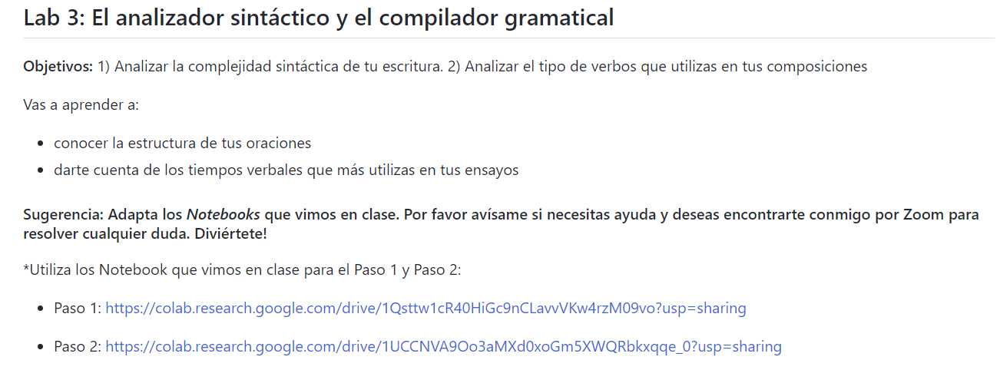 Lab 3: El analizador sintáctico y el compilador gramatical
Objetivos: 1) Analizar la complejidad sintáctica de tu escritura. 2) Analizar el tipo de verbos que utilizas en tus composiciones
Vas a aprender a:
• conocer la estructura de tus oraciones
• darte cuenta de los tiempos verbales que más utilizas en tus ensayos
Sugerencia: Adapta los Notebooks que vimos en clase. Por favor avísame si necesitas ayuda y deseas encontrarte conmigo por Zoom para
resolver cualquier duda. Diviértete!
*Utiliza los Notebook que vimos en clase para el Paso 1 y Paso 2:
• Paso 1: https://colab.research.google.com/drive/1Qsttw1cR40HiGc9nCLavvVKw4rzM09vo?usp=sharing
• Paso 2: https://colab.research.google.com/drive/1UCCNVA9Oo3aMXd0xoGm5XWQRbkxqqe_0?usp=sharing